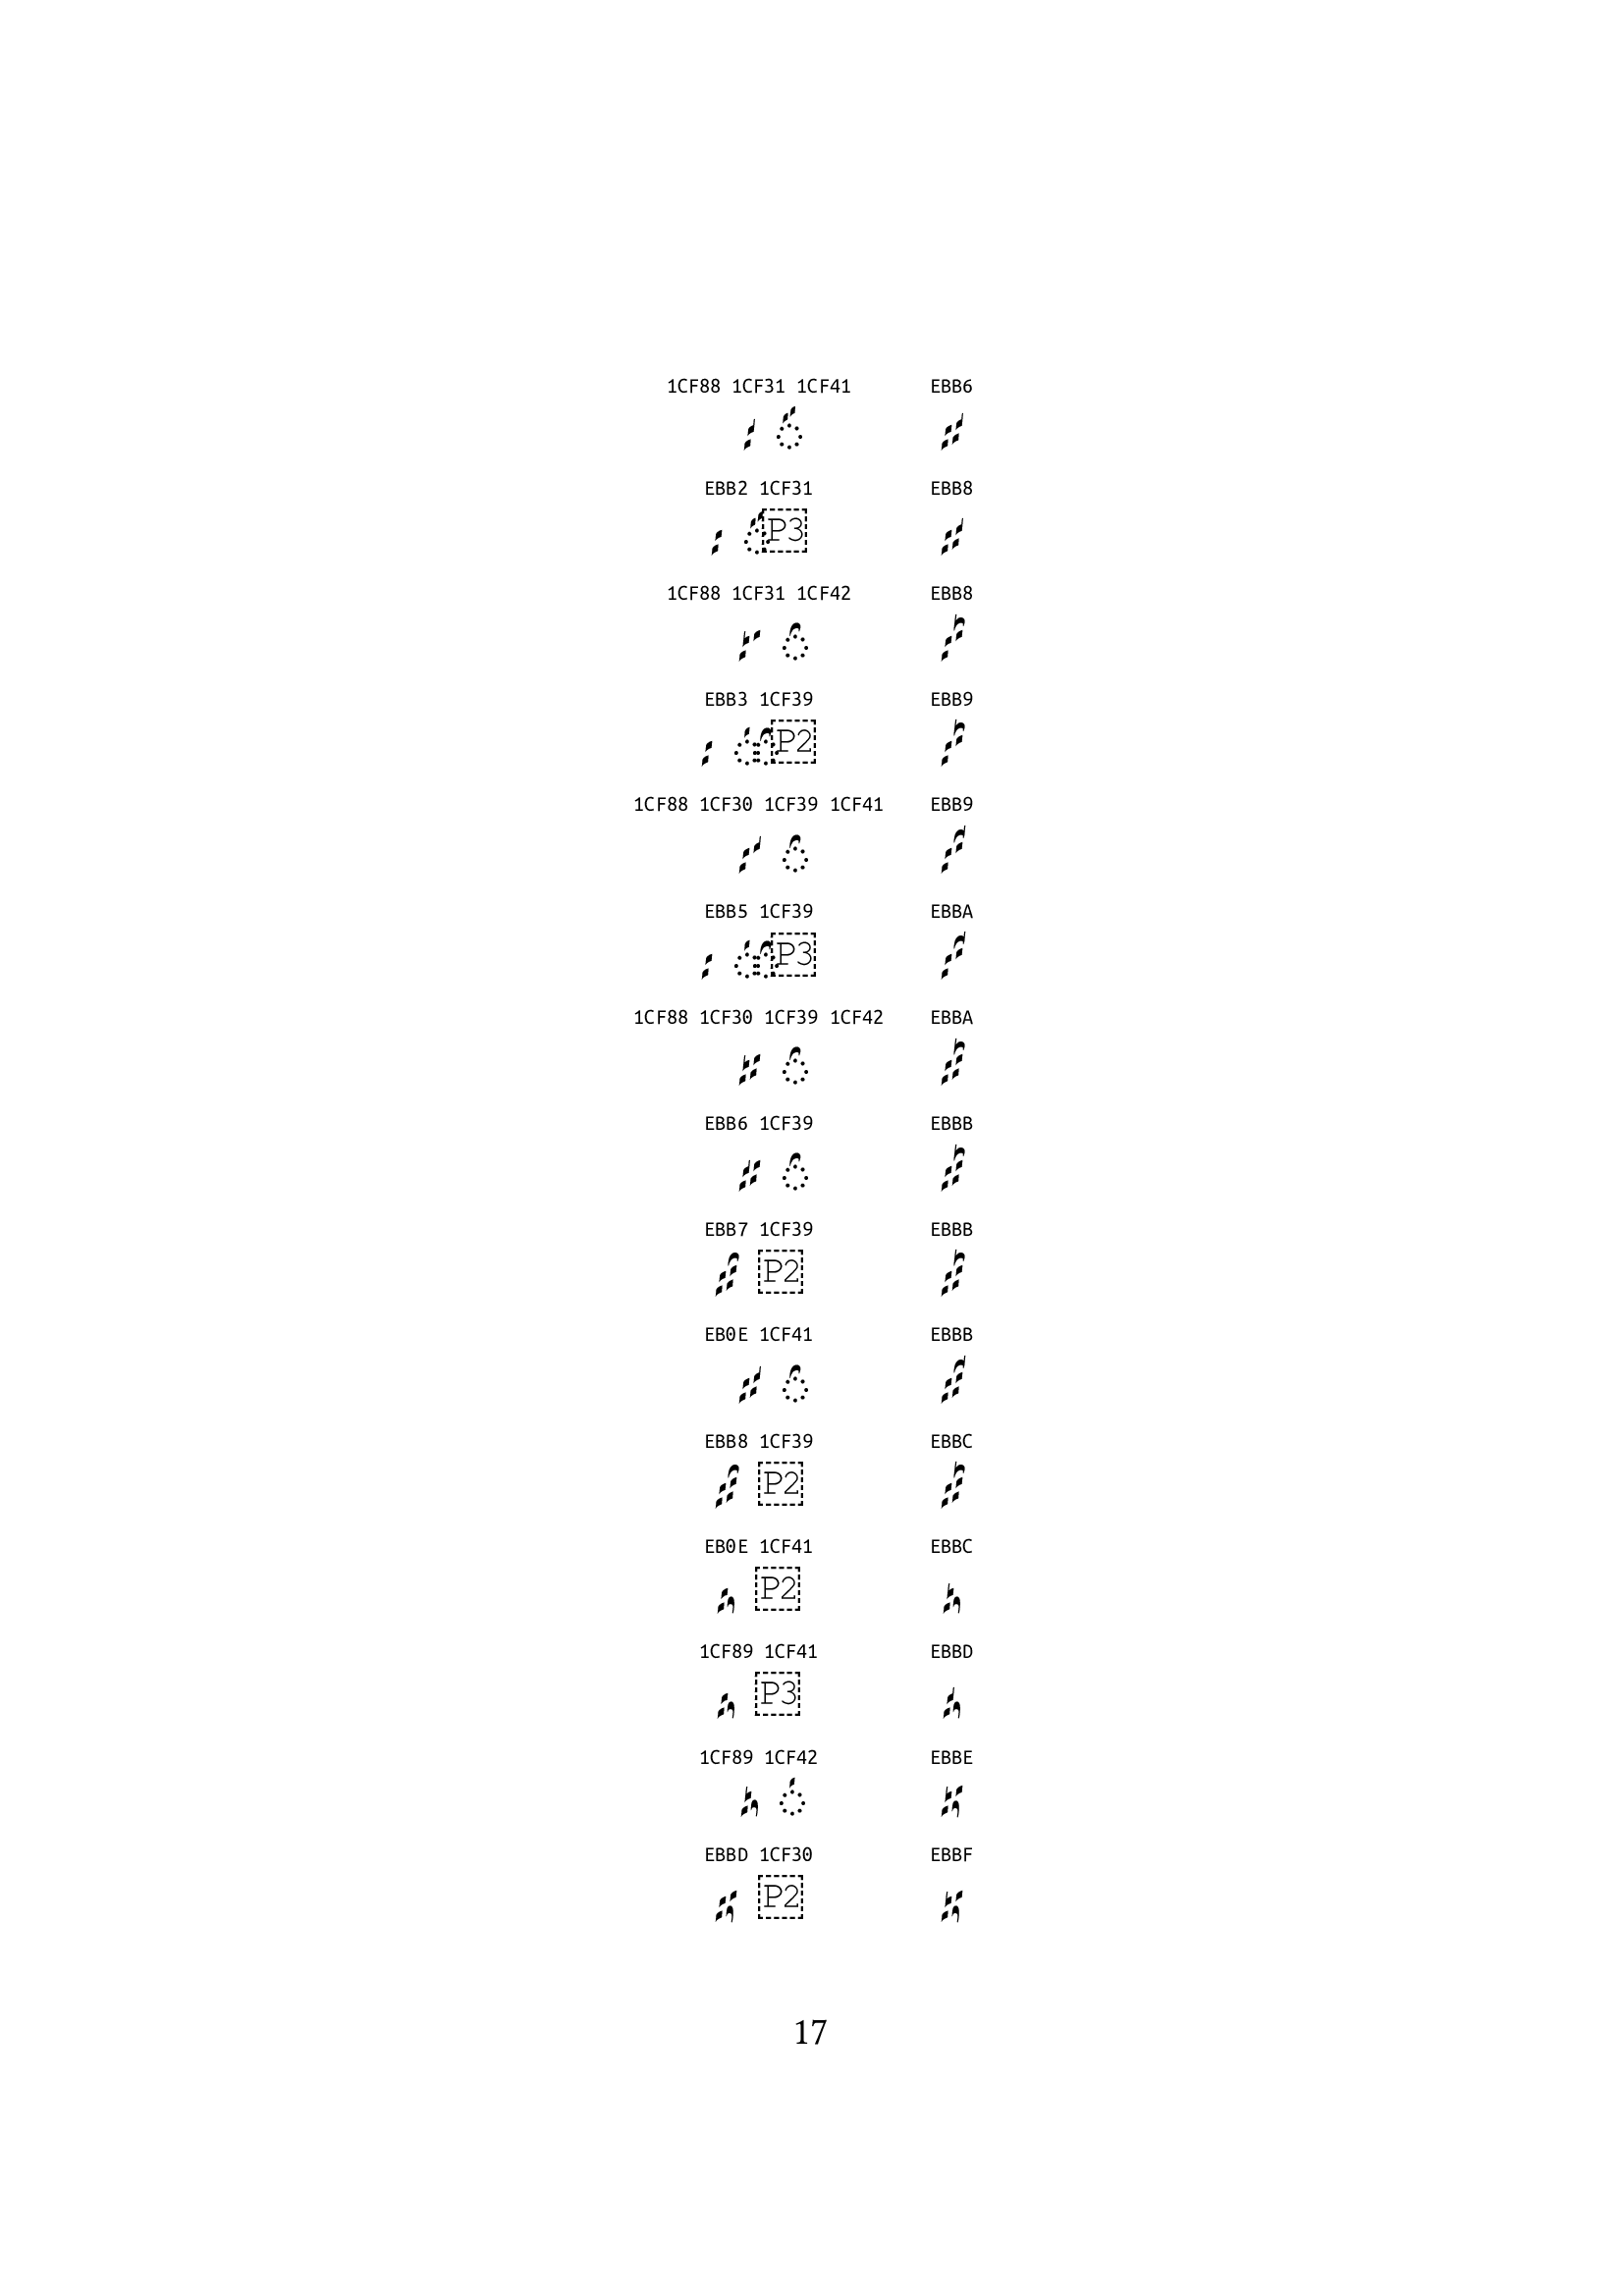 1CF88 1CF31 1CF41 EBB6
EBB2 1CF31 EBB8
P3
1CF88 1CF31 1CF42 EBB8
EBB3 1CF39 EBB9
P2
1CF88 1CF30 1CF39 1CF41 EBB9
EBB5 1CF39 EBBA
P3
1CF88 1CF30 1CF39 1CF42 EBBA
EBB6 1CF39 EBBB
EBB7 1CF39 EBBB
P2
EB0E 1CF41 EBBB
EBB8 1CF39 EBBC
P2
EB0E 1CF41 EBBC
P2
1CF89 1CF41 EBBD
P3
1CF89 1CF42 EBBE
EBBD 1CF30 EBBF
P2
17